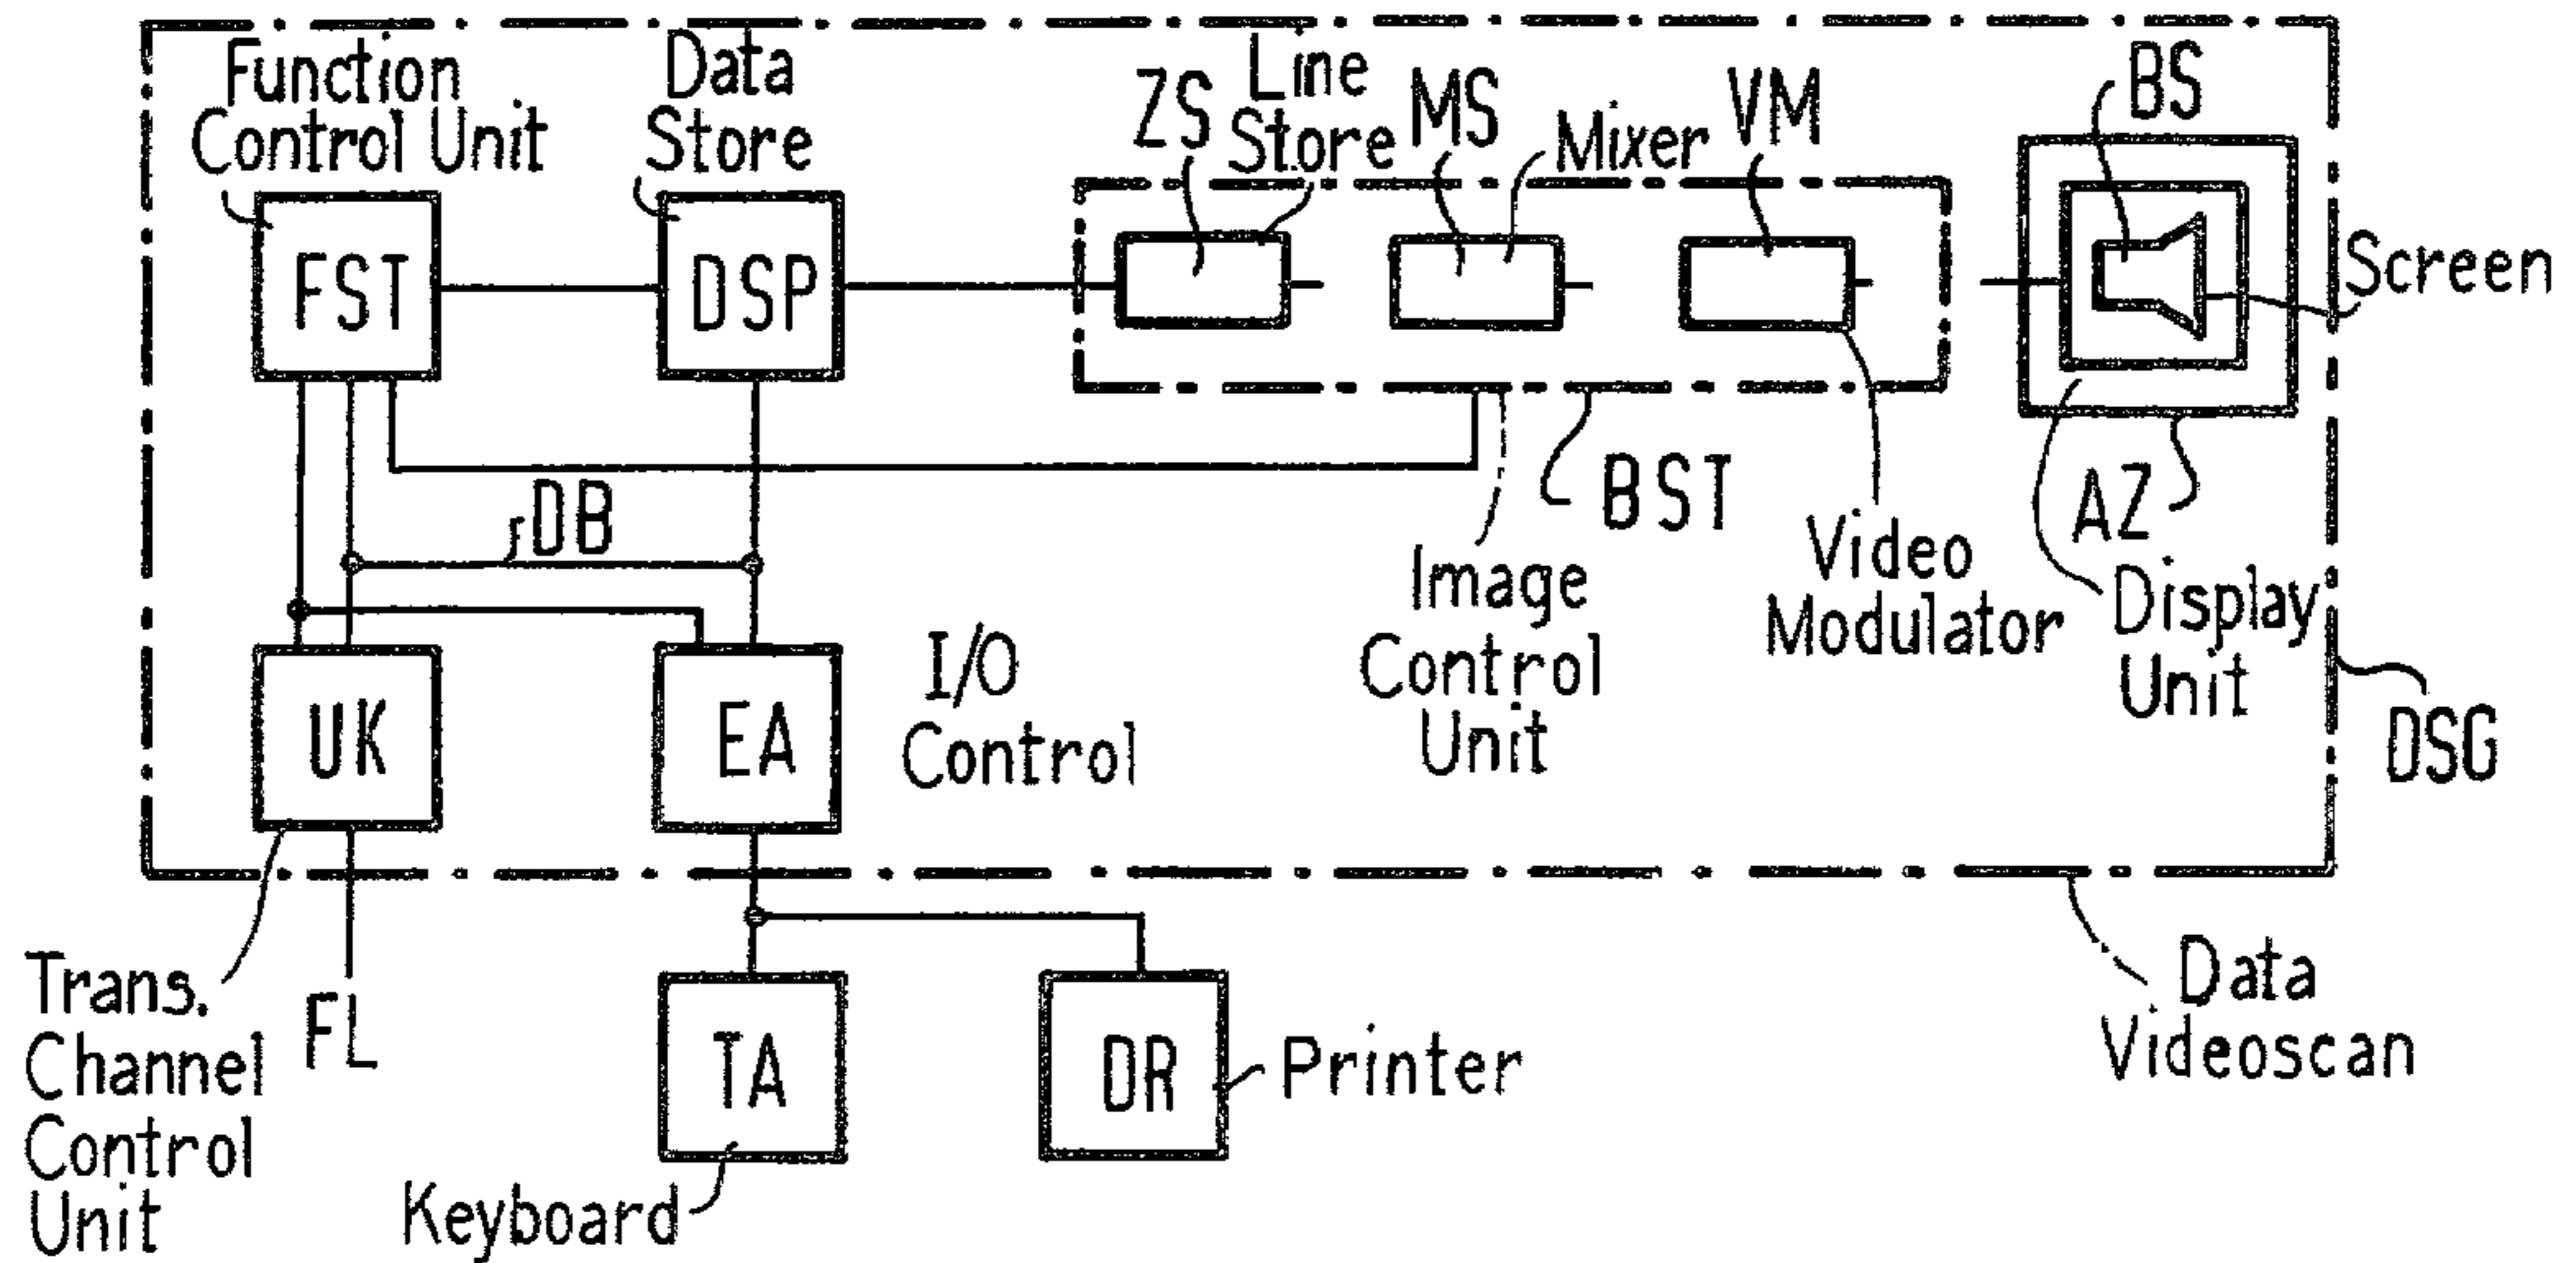 Function
Control Unit
Data
Store
ZS
Line
Store
MS
Mixer
VM
BS
Screen
FST
DSP
DB
BST
AZ
Image
Control
Unit
Video
Modulator
Display
Unit
DSG
UK
EA
I/O
Control
Trans.
Channel
Control
Unit
FL
TA
Keyboard
DR
Printer
Data
Videoscan